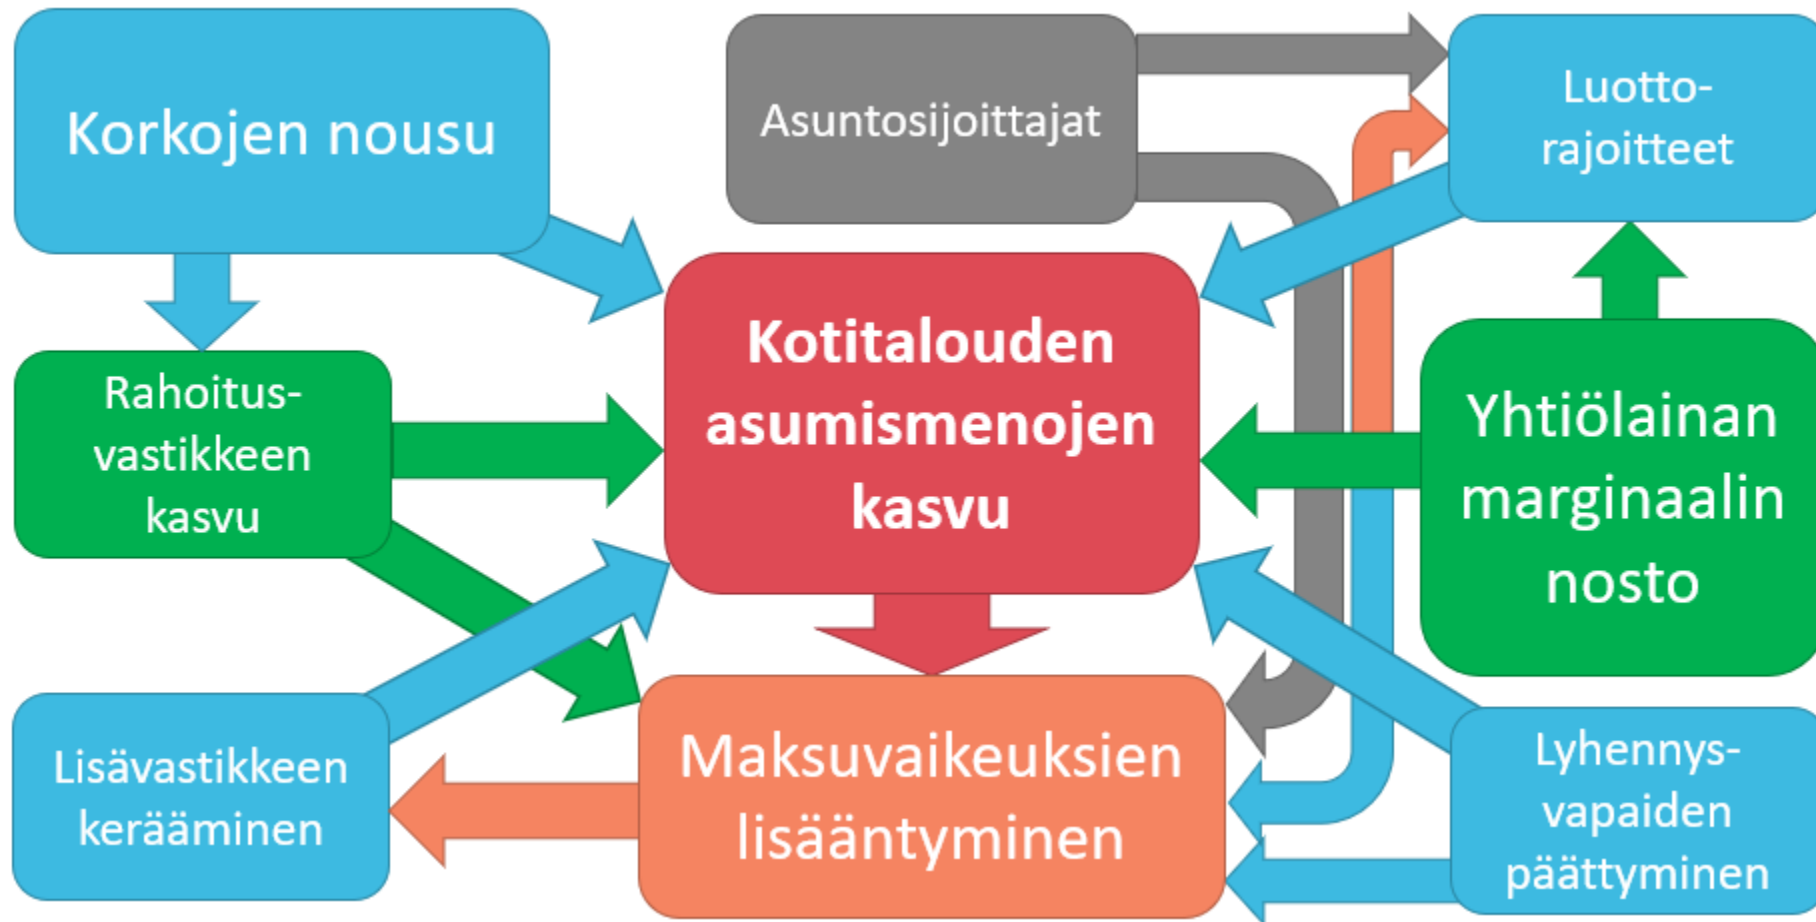 Korkojen nousu
Asuntosijoittajat
Luotto-
rajoitteet
Rahoitus-
vastikkeen
kasvu
Kotitalouden
asumismenojen
kasvu
Yhtiölainan
marginaalin
nosto
Lisävastikkeen
kerääminen
Maksuvaikeuksien
lisääntyminen
Lyhennys-
vapaiden
päättyminen